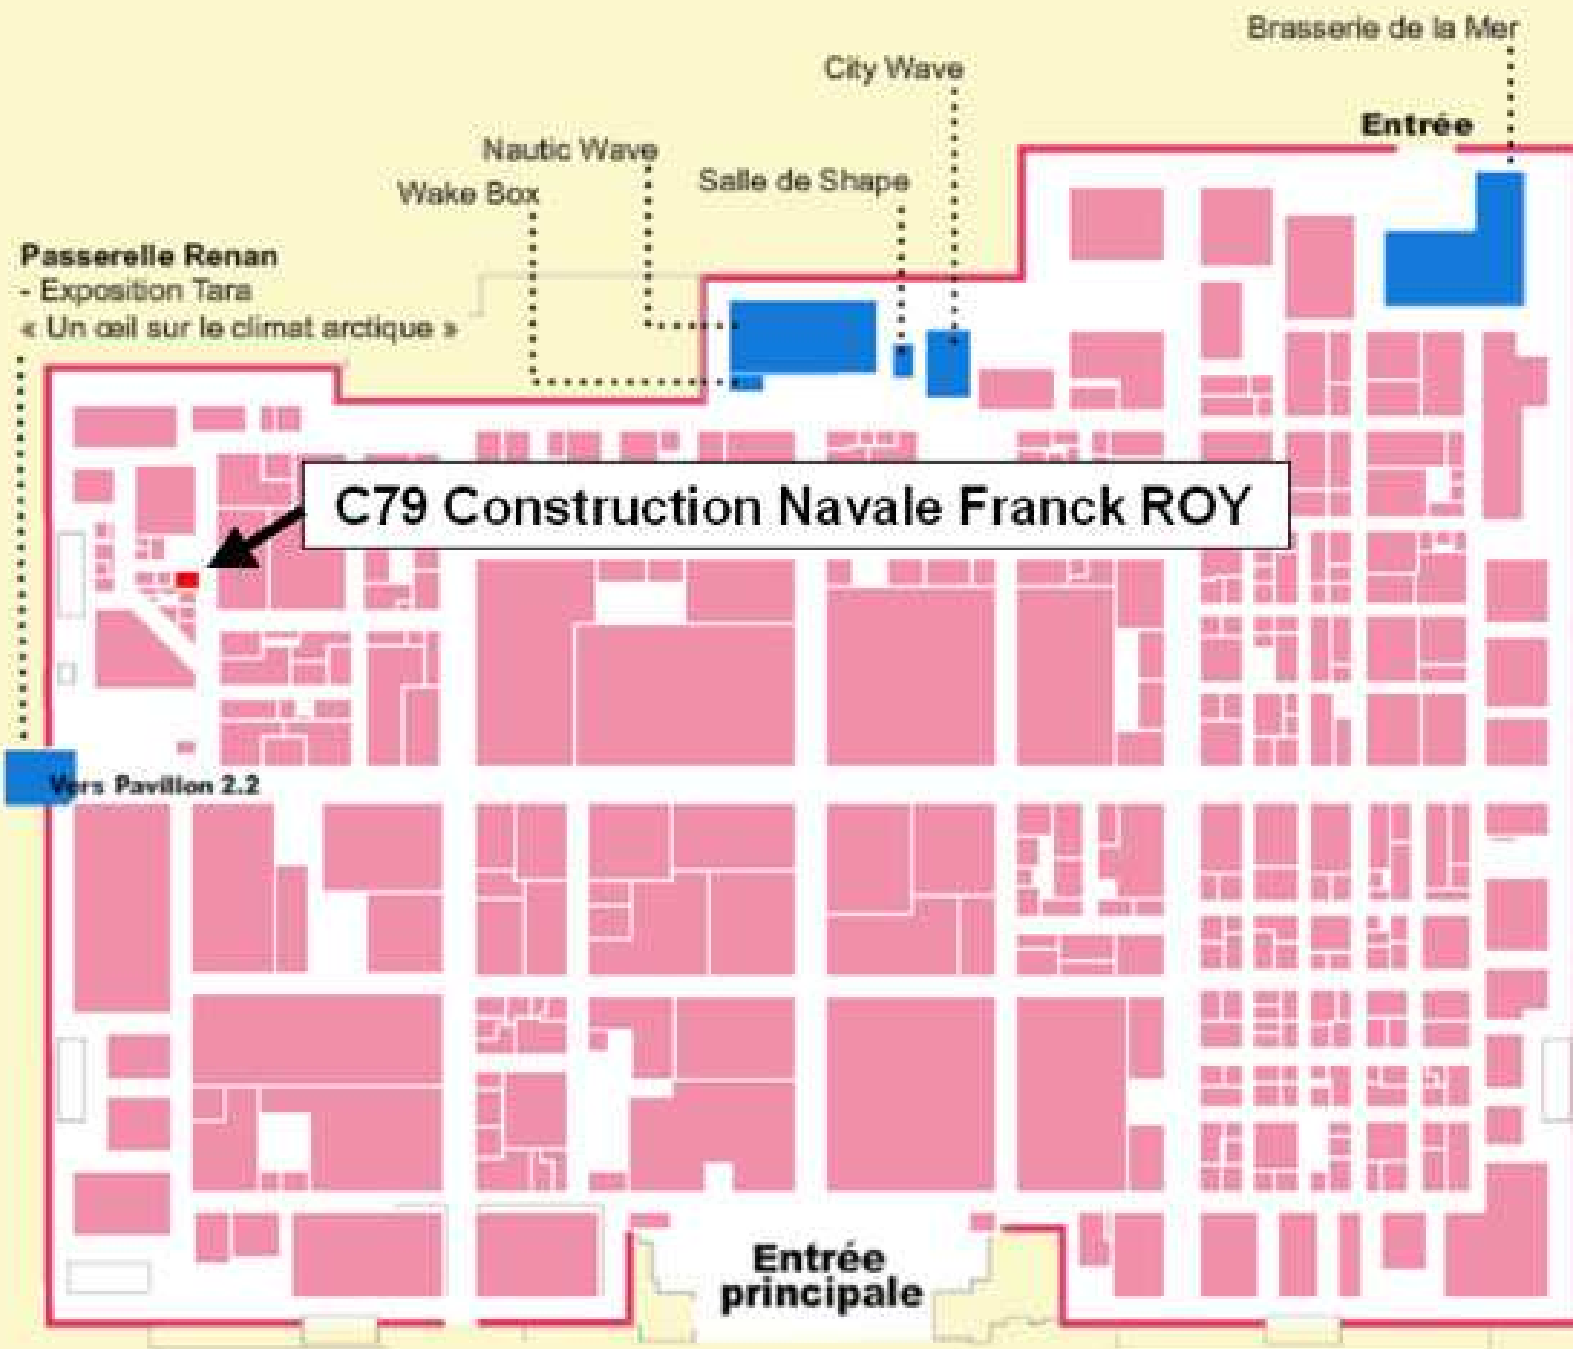 Brasserie de la Mer
City Wave
Entrée
Nautic Wave
Salle de Shape
Wake Box
Passerelle Renan
- Exposition Tara
« Un œil sur le climat arctique »
C79 Construction Navale Franck ROY
Vers Pavillon 2.2
Entrée
principale